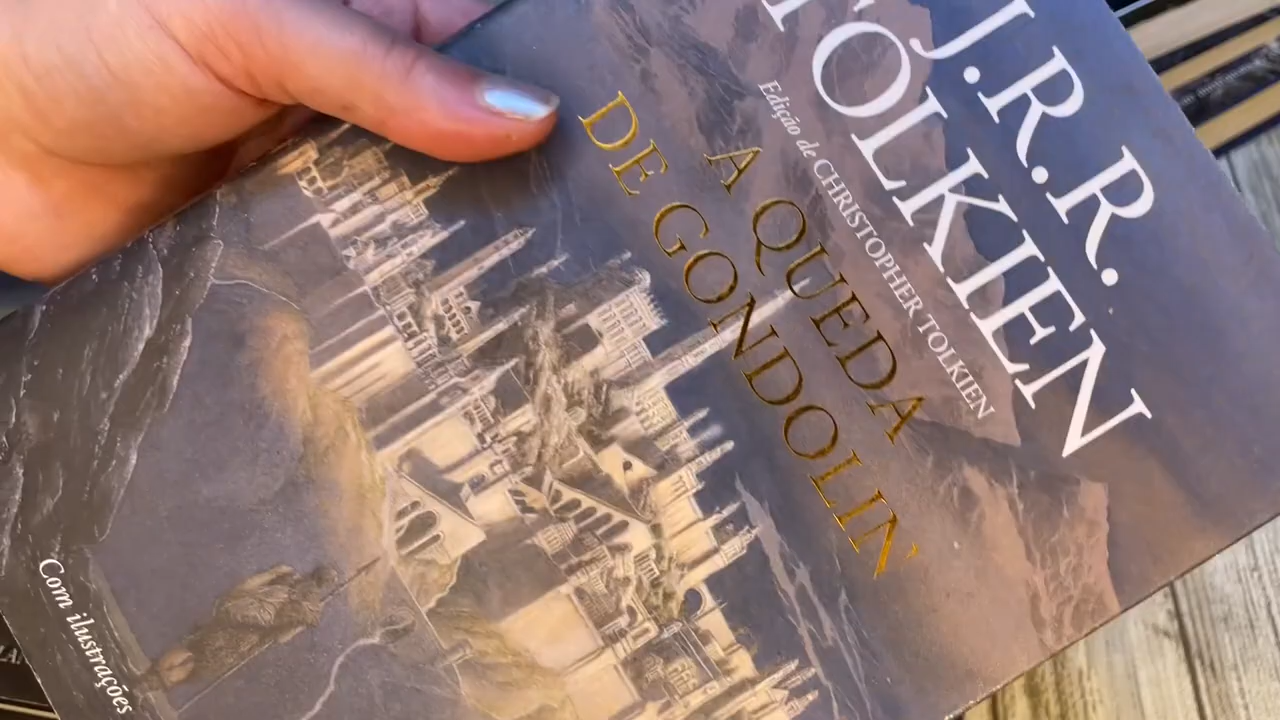 J.R.R.
TOLKIEN
Edição de CHRISTOPHER TOLKIEN
A QUEDA
DE GONDOLIN
Com ilustrações